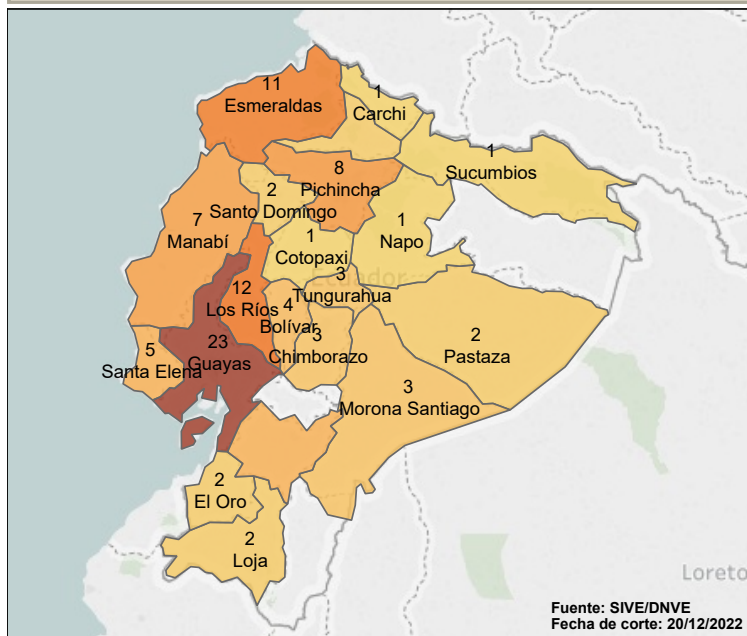 11
Esmeraldas
1
Carchi
1
Sucumbios
8
Pichincha
2
Santo Domingo
7
Manabí
1
Napo
1
Cotopaxi
Ecuador
3
Tungurahua
12
Los Ríos
4
Bolívar
3
Chimborazo
23
Guayas
5
Santa Elena
2
Pastaza
3
Morona Santiago
2
El Oro
2
Loja
Loreto
Fuente: SIVE/DNVE
Fecha de corte: 20/12/2022